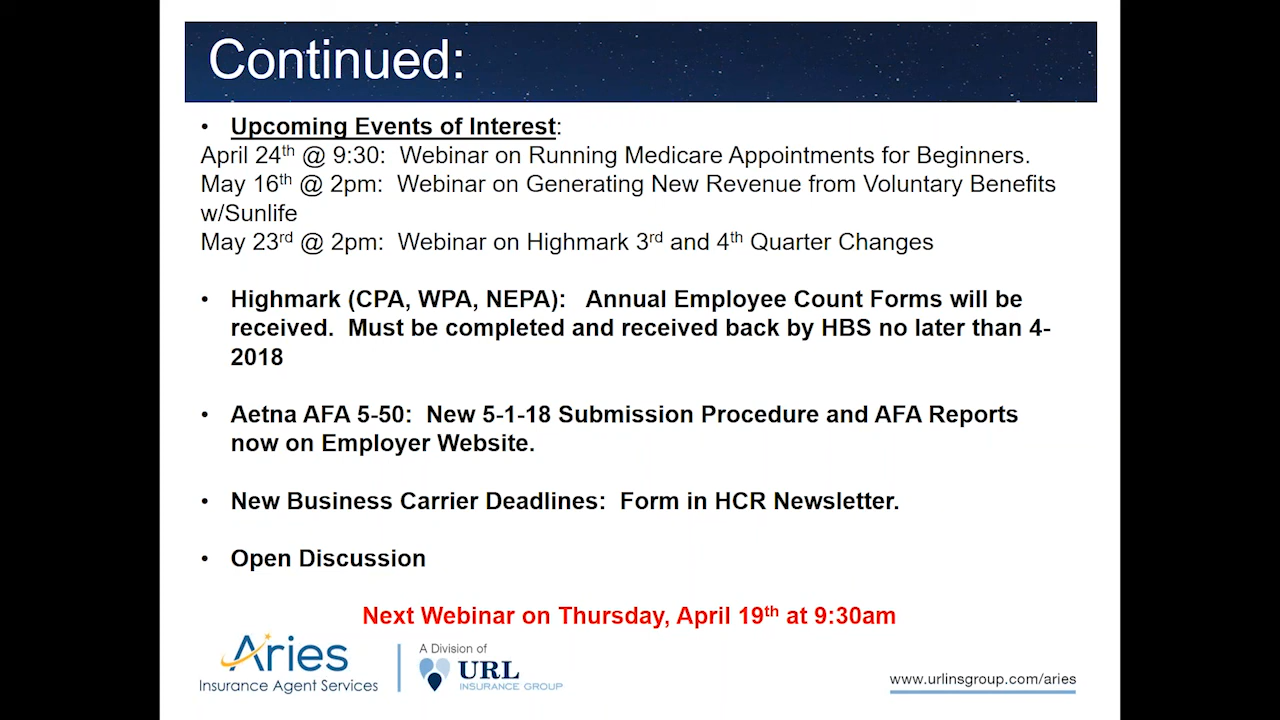 Continued:
• Upcoming Events of Interest:
April 24th @ 9:30:  Webinar on Running Medicare Appointments for Beginners.
May 16th @ 2pm:  Webinar on Generating New Revenue from Voluntary Benefits
w/Sunlife
May 23rd @ 2pm:  Webinar on Highmark 3rd and 4th Quarter Changes
• Highmark (CPA, WPA, NEPA):   Annual Employee Count Forms will be
received.  Must be completed and received back by HBS no later than 4-
2018
• Aetna AFA 5-50:  New 5-1-18 Submission Procedure and AFA Reports
now on Employer Website.
• New Business Carrier Deadlines:  Form in HCR Newsletter.
• Open Discussion
Next Webinar on Thursday, April 19th at 9:30am
Aries
Insurance Agent Services
A Division of
URL
INSURANCE GROUP
www.urlinsgroup.com/aries